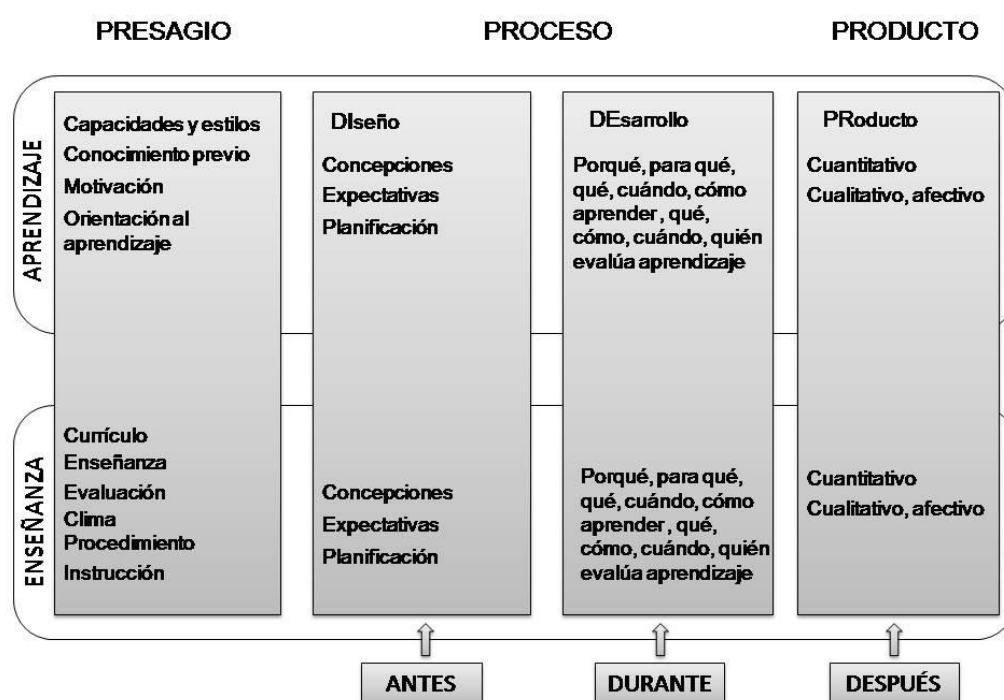 PRESAGIO
PROCESO
PRODUCTO
APRENDIZAJE
Capacidades y estilos
Conocimiento previo
Motivación
Orientación al
aprendizaje
DIseño
Concepciones
Expectativas
Planificación
DEsarrollo
Porqué, para qué,
qué, cuándo, cómo
aprender , qué,
cómo, cuándo, quién
evalúa aprendizaje
PRoducto
Cuantitativo
Cualitativo, afectivo
ENSEÑANZA
Currículo
Enseñanza
Evaluación
Clima
Procedimiento
Instrucción
Concepciones
Expectativas
Planificación
Porqué, para qué,
qué, cuándo, cómo
aprender , qué,
cómo, cuándo, quién
evalúa aprendizaje
Cuantitativo
Cualitativo, afectivo
ANTES
DURANTE
DESPUÉS